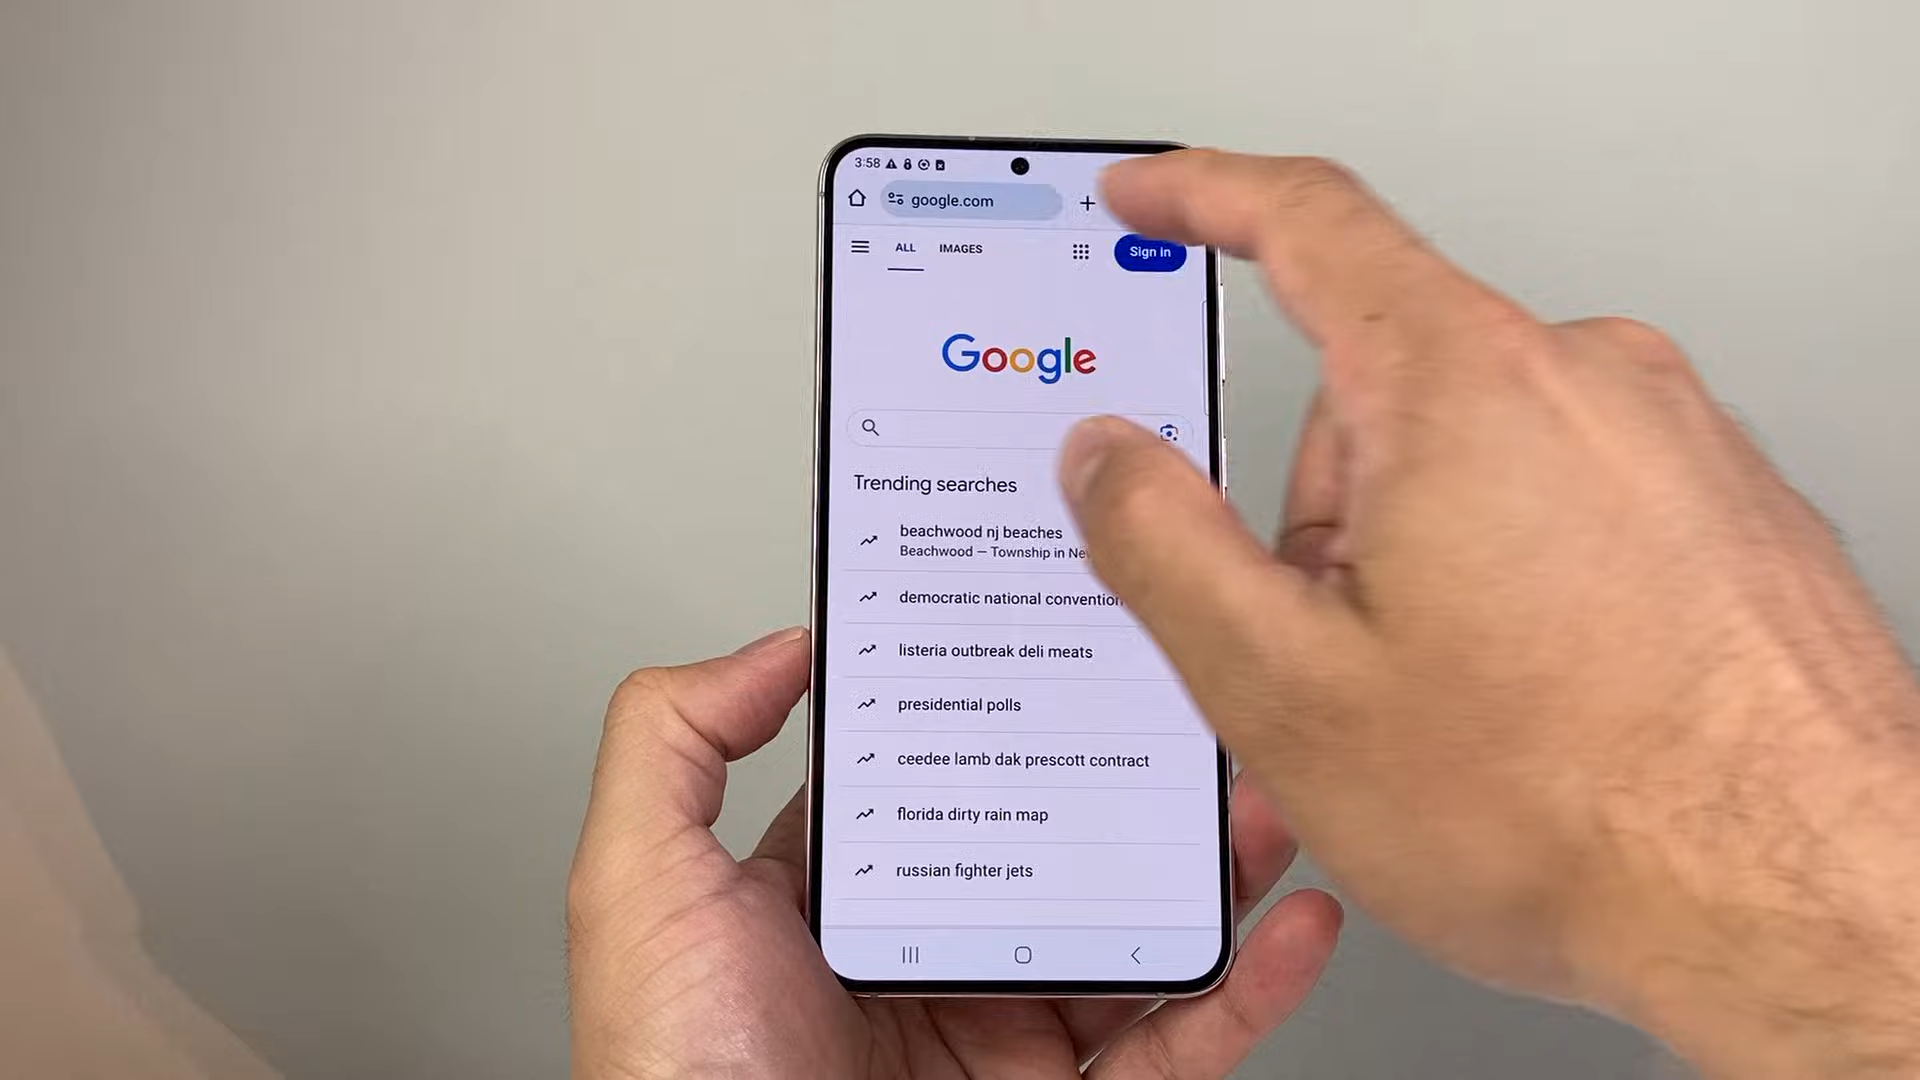 3:58
google.com
ALL IMAGES
Sign in
Google
Trending searches
beachwood nj beaches
Beachwood — Township in
democratic national convention
listeria outbreak deli meats
presidential polls
ceedee lamb dak prescott contract
florida dirty rain map
russian fighter jets